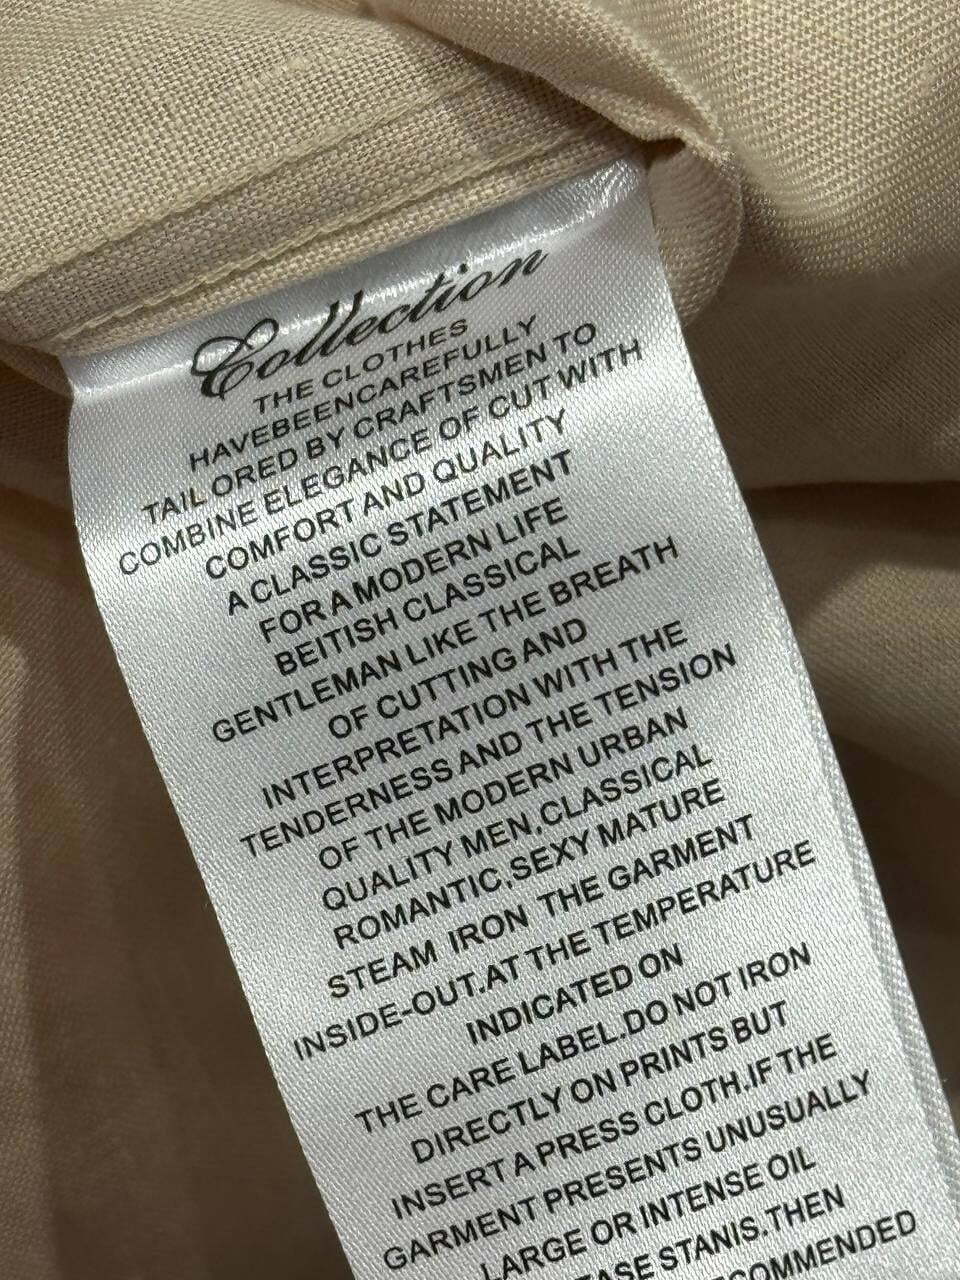 Collection
THE CLOTHES
HAVEBEENCAREFULLY
TAILORED BY CRAFTSMEN TO
COMBINE ELEGANCE OF CUT WITH
COMFORT AND QUALITY
A CLASSIC STATEMENT
FOR A MODERN LIFE
BEITISH CLASSICAL
GENTLEMAN LIKE THE BREATH
OF CUTTING AND
INTERPRETATION WITH THE
TENDERNESS AND THE TENSION
OF THE MODERN URBAN
QUALITY MEN,CLASSICAL
ROMANTIC,SEXY MATURE
STEAM IRON THE GARMENT
INSIDE-OUT.AT THE TEMPERATURE
INDICATED ON
THE CARE LABEL.DO NOT IRON
DIRECTLY ON PRINTS BUT
INSERT A PRESS CLOTH.IF THE
GARMENT PRESENTS UNUSUALLY
LARGE OR INTENSE OIL
STANIS.THEN